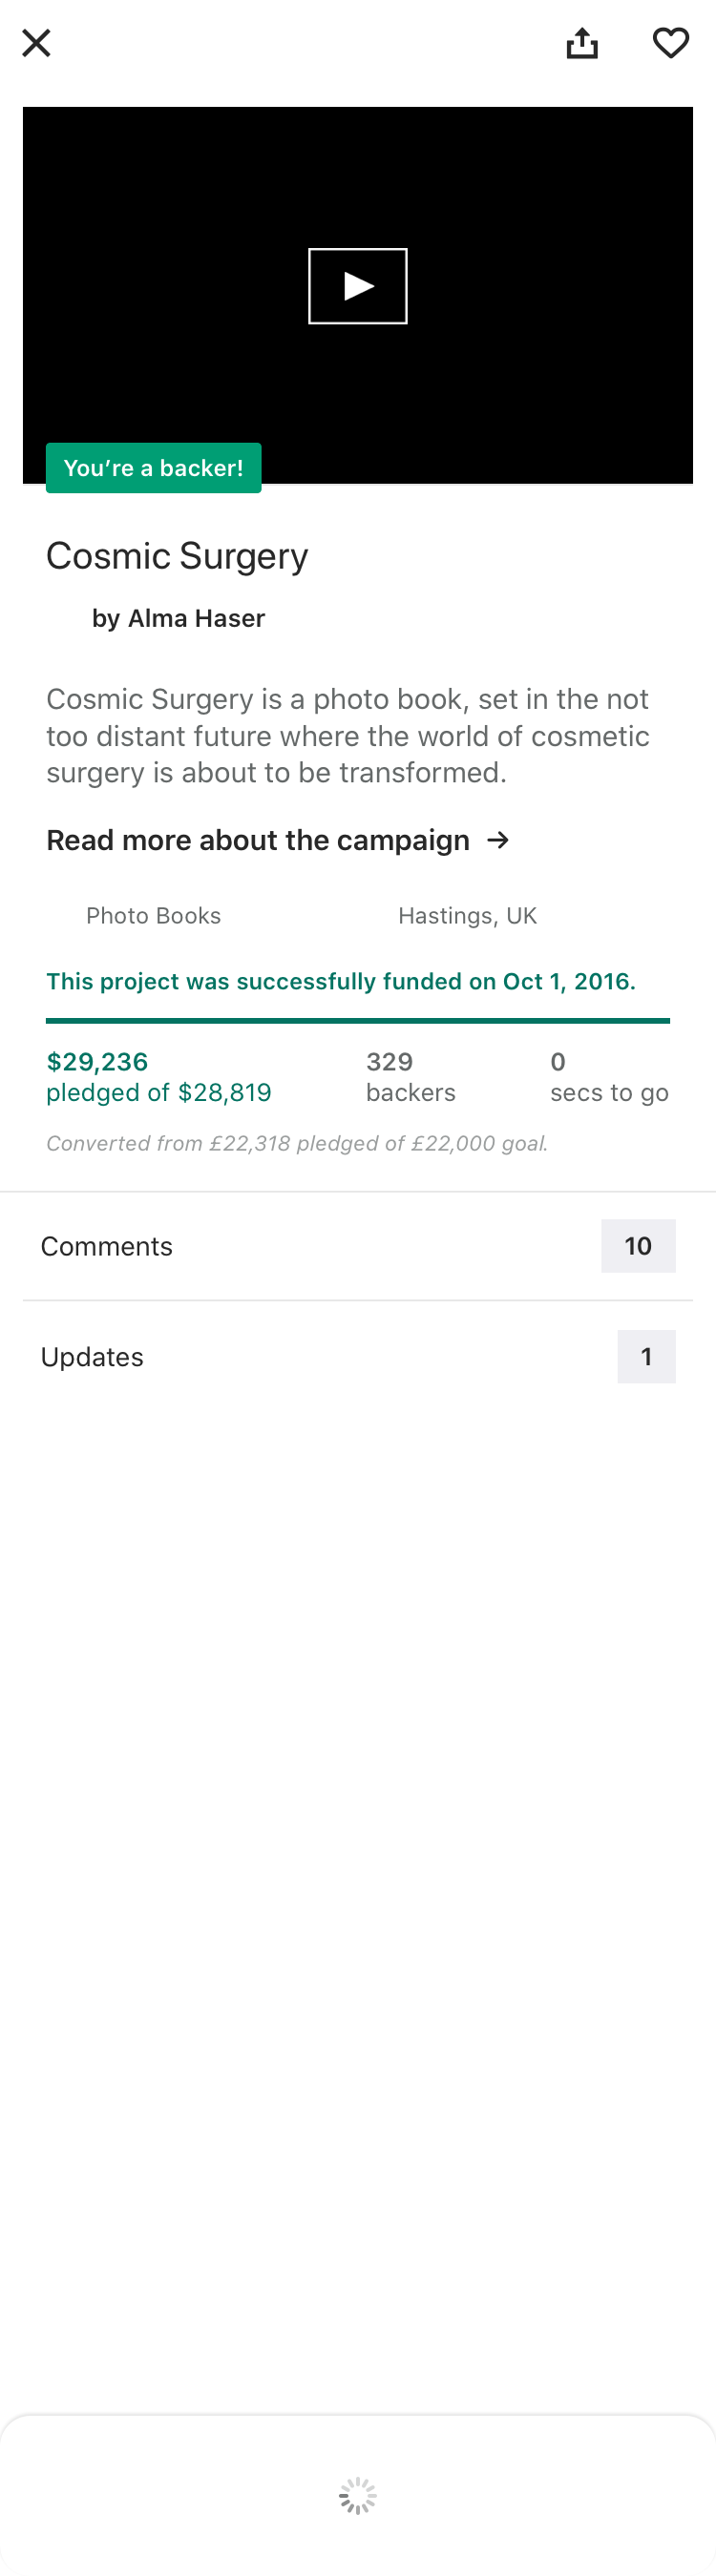 You’re a backer!
Cosmic Surgery
by Alma Haser
Cosmic Surgery is a photo book, set in the not
too distant future where the world of cosmetic
surgery is about to be transformed.
Read more about the campaign →
Photo Books
Hastings, UK
This project was successfully funded on Oct 1, 2016.
$29,236
pledged of $28,819
329
backers
0
secs to go
Converted from £22,318 pledged of £22,000 goal.
Comments
10
Updates
1